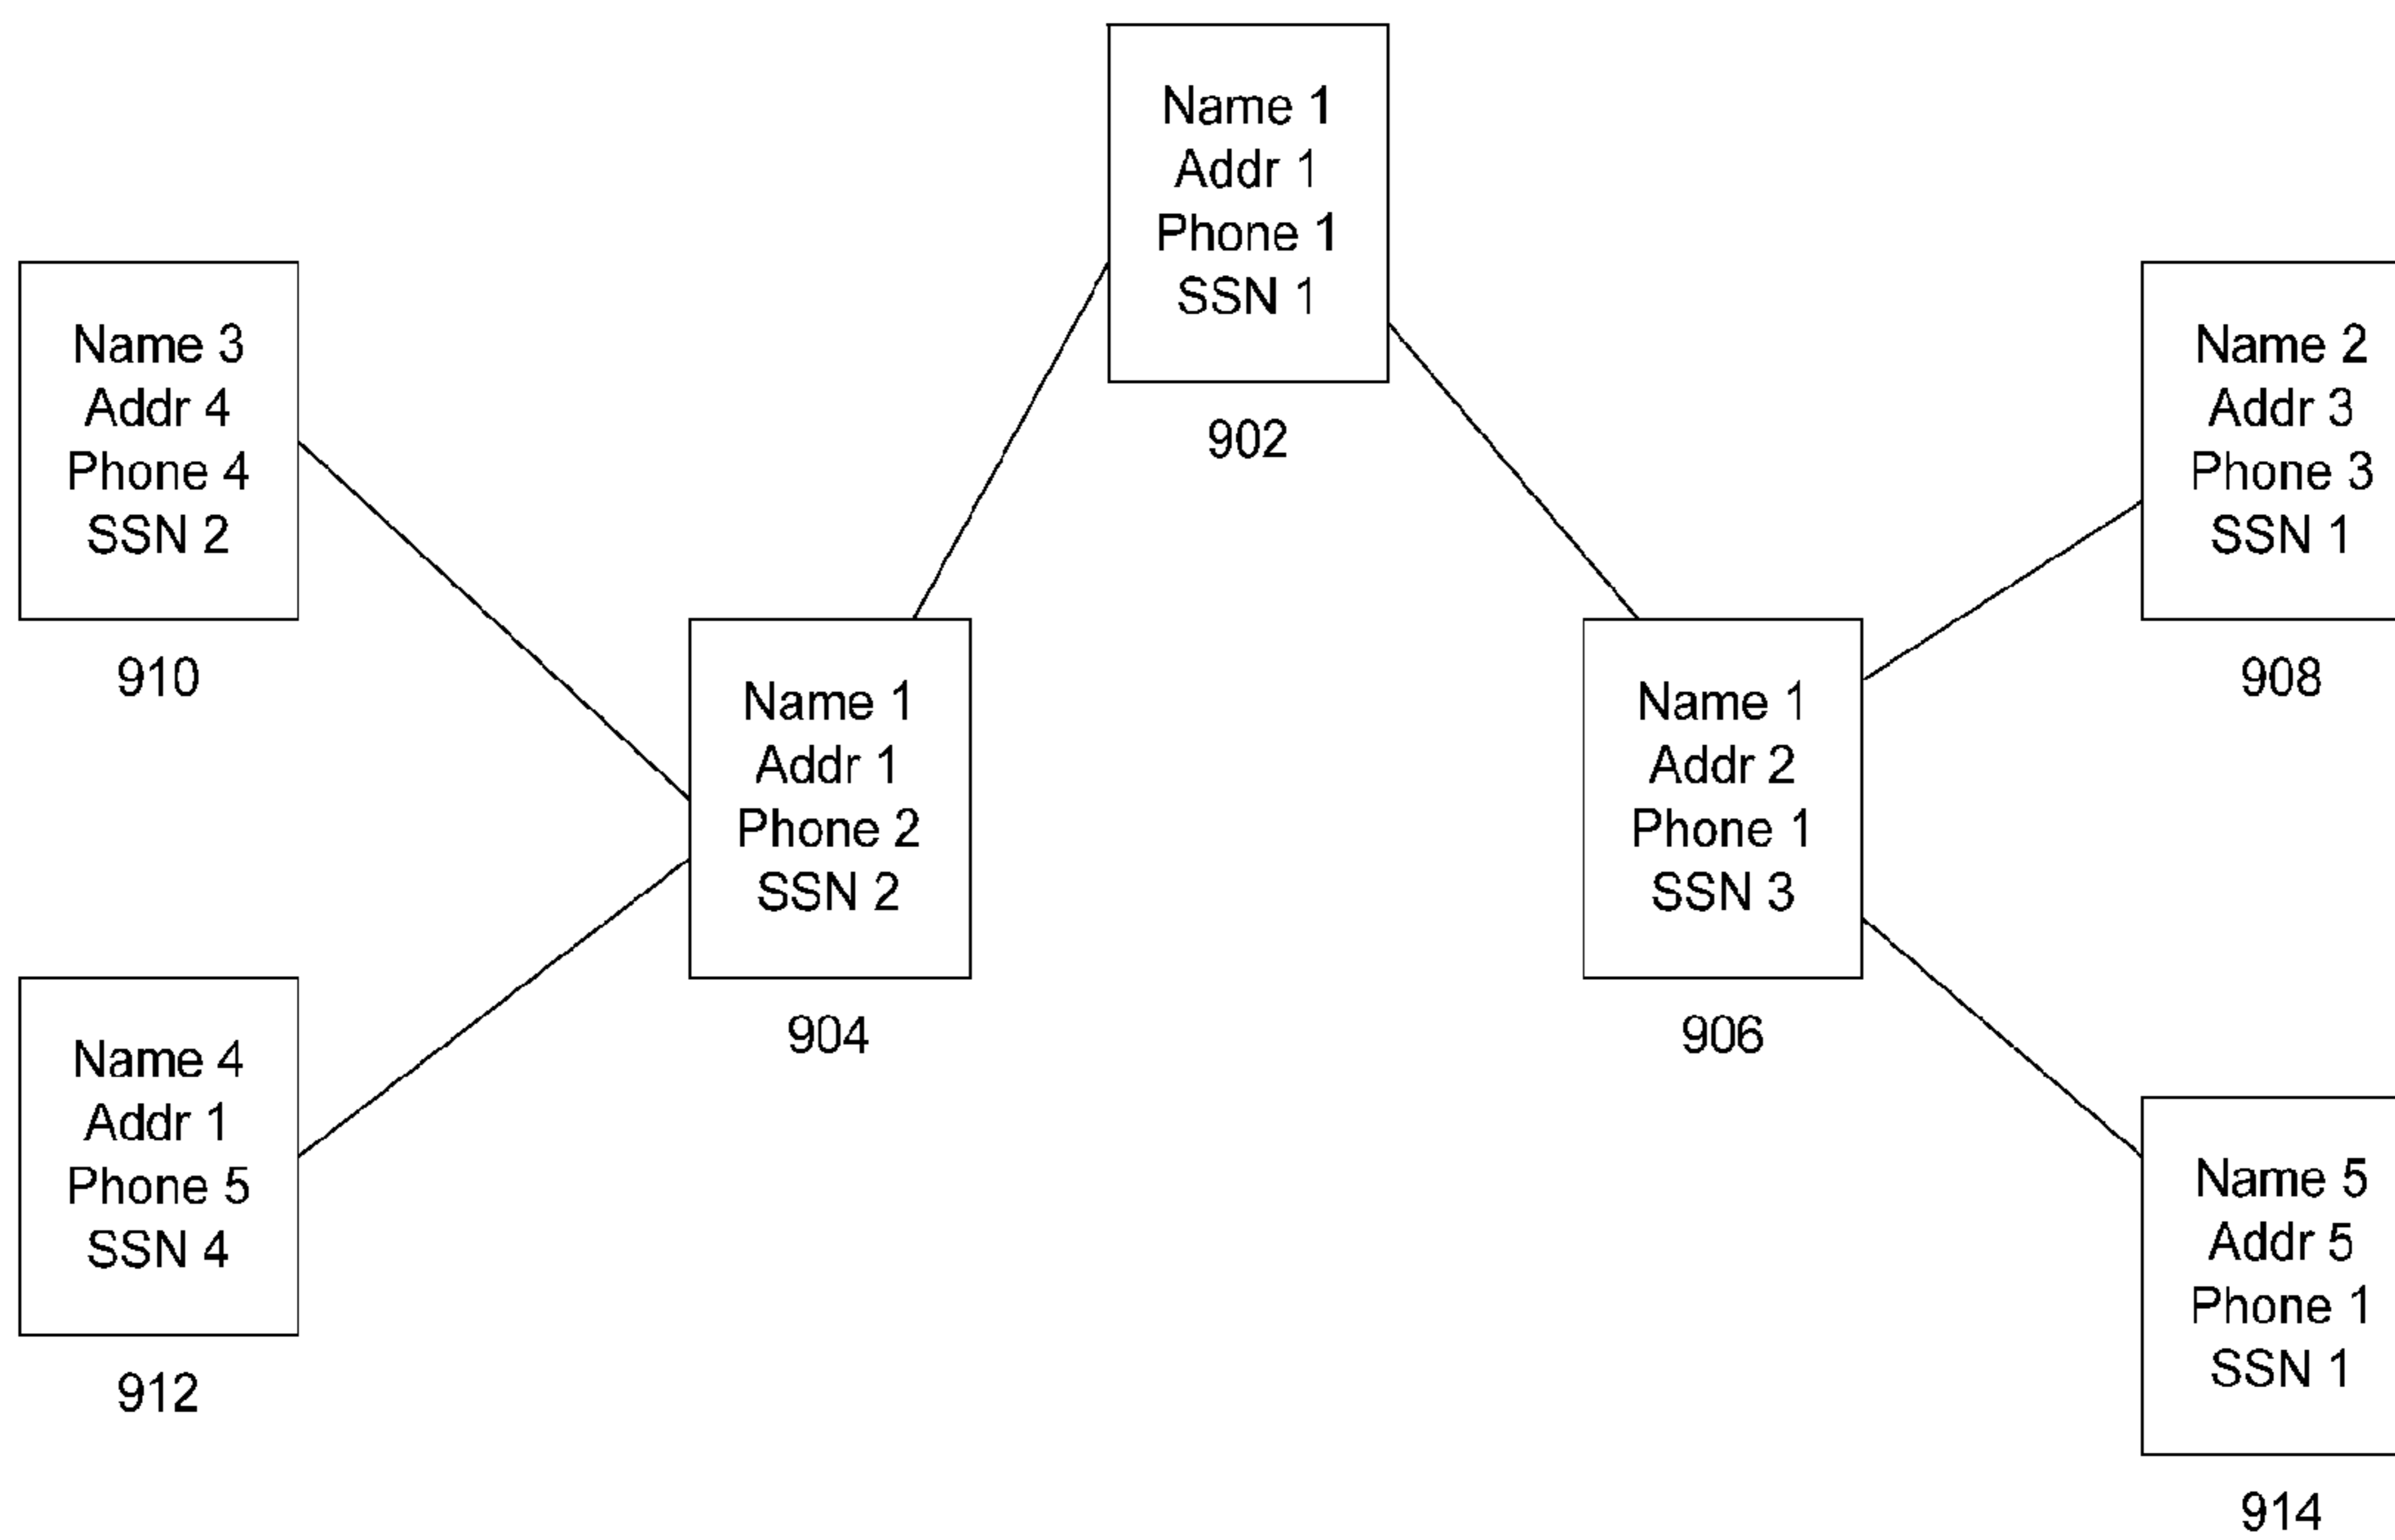 Name 1
Addr 1
Phone 1
SSN 1
902
Name 3
Addr 4
Phone 4
SSN 2
910
Name 2
Addr 3
Phone 3
SSN 1
908
Name 1
Addr 1
Phone 2
SSN 2
904
Name 1
Addr 2
Phone 1
SSN 3
906
Name 4
Addr 1
Phone 5
SSN 4
912
Name 5
Addr 5
Phone 1
SSN 1
914